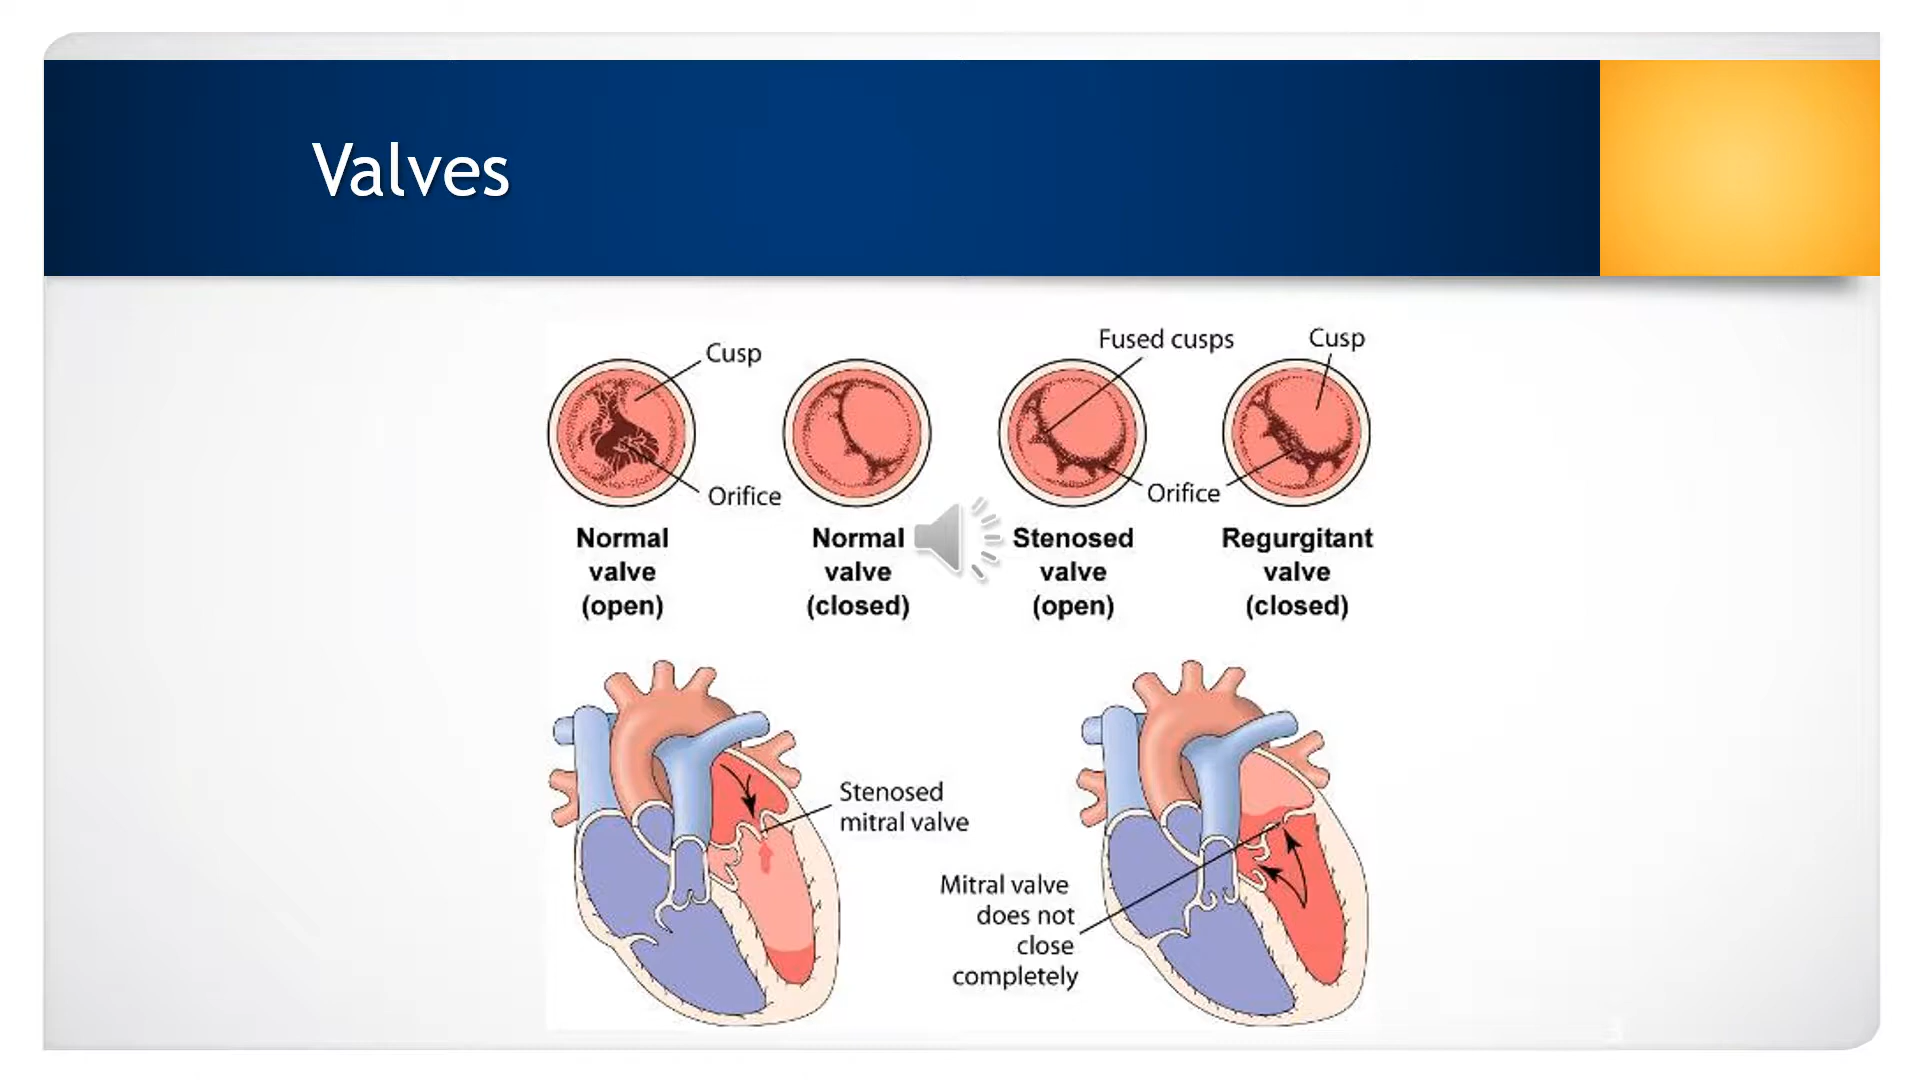 Valves
Fused cusps
Cusp
Cusp
Orifice
Orifice
Normal
valve
(open)
Normal
valve
(closed)
Stenosed
valve
(open)
Regurgitant
valve
(closed)
Stenosed
mitral valve
Mitral valve
does not
close
completely